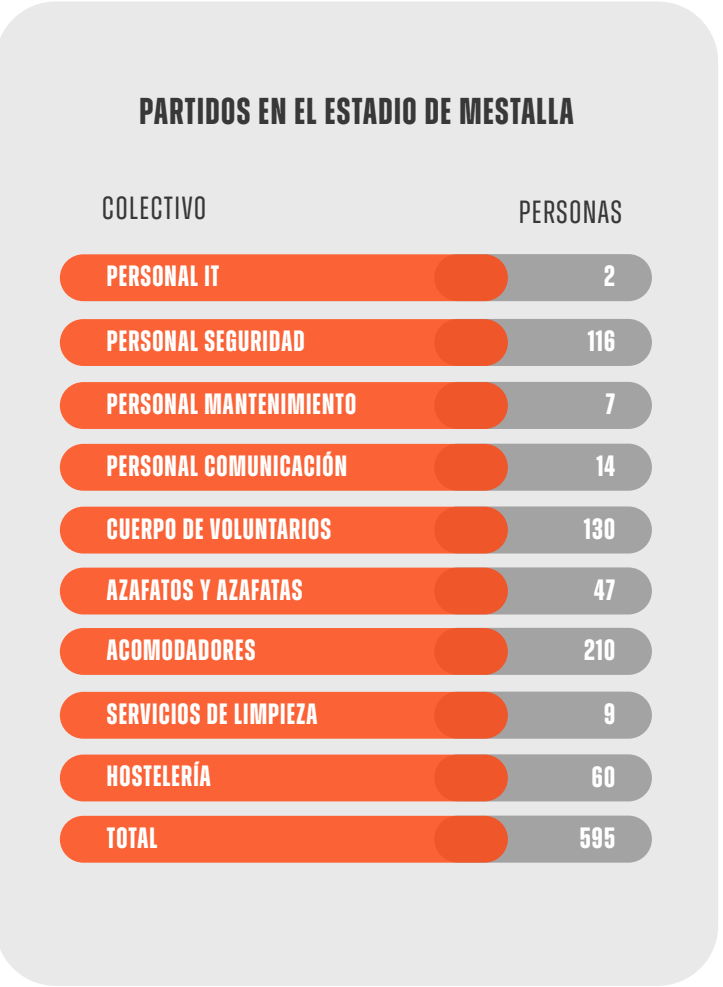 PARTIDOS EN EL ESTADIO DE MESTALLA
COLECTIVO PERSONAS
PERSONAL IT 2
PERSONAL SEGURIDAD 116
PERSONAL MANTENIMIENTO 7
PERSONAL COMUNICACIÓN 14
CUERPO DE VOLUNTARIOS 130
AZAFATOS Y AZAFATAS 47
ACOMODADORES 210
SERVICIOS DE LIMPIEZA 9
HOSTELERÍA 60
TOTAL 595